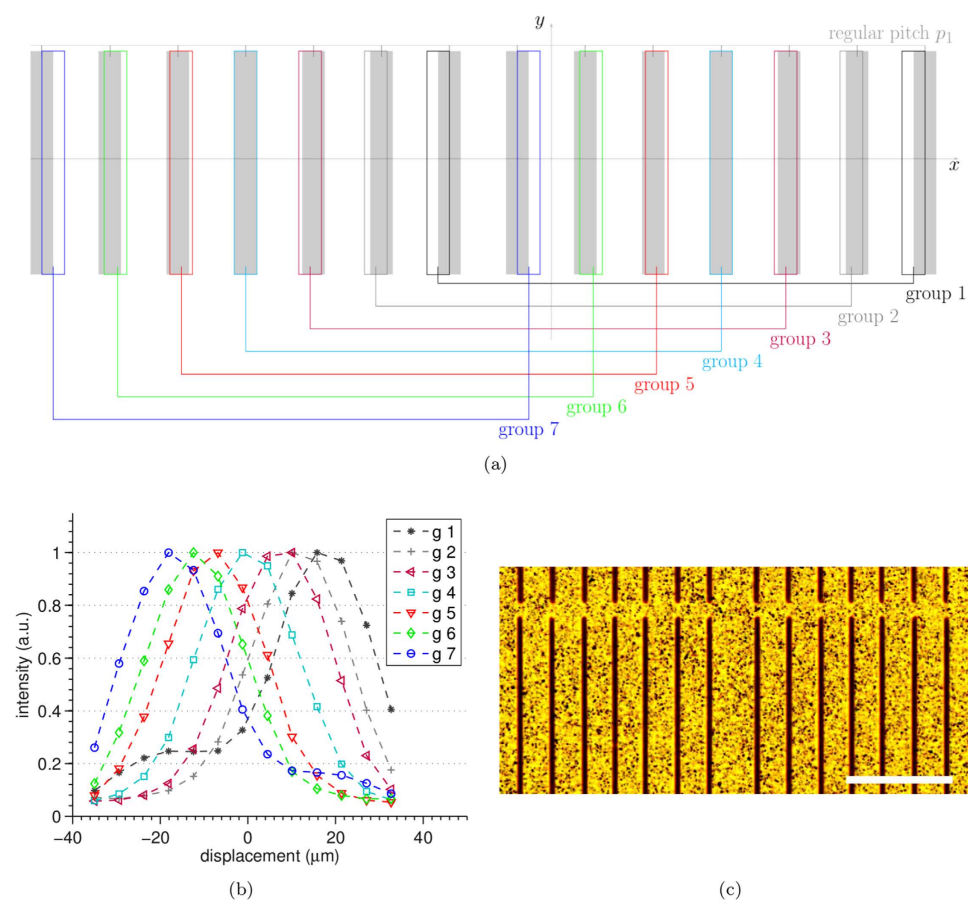 y
regular pitch p₁
x
group 1
group 2
group 3
group 4
group 5
group 6
group 7
(a)
g 1
g 2
g 3
g 4
g 5
g 6
g 7
1
0.8
0.6
0.4
0.2
0
intensity (a.u.)
−40 −20 0 20 40
displacement (μm)
(b)
(c)